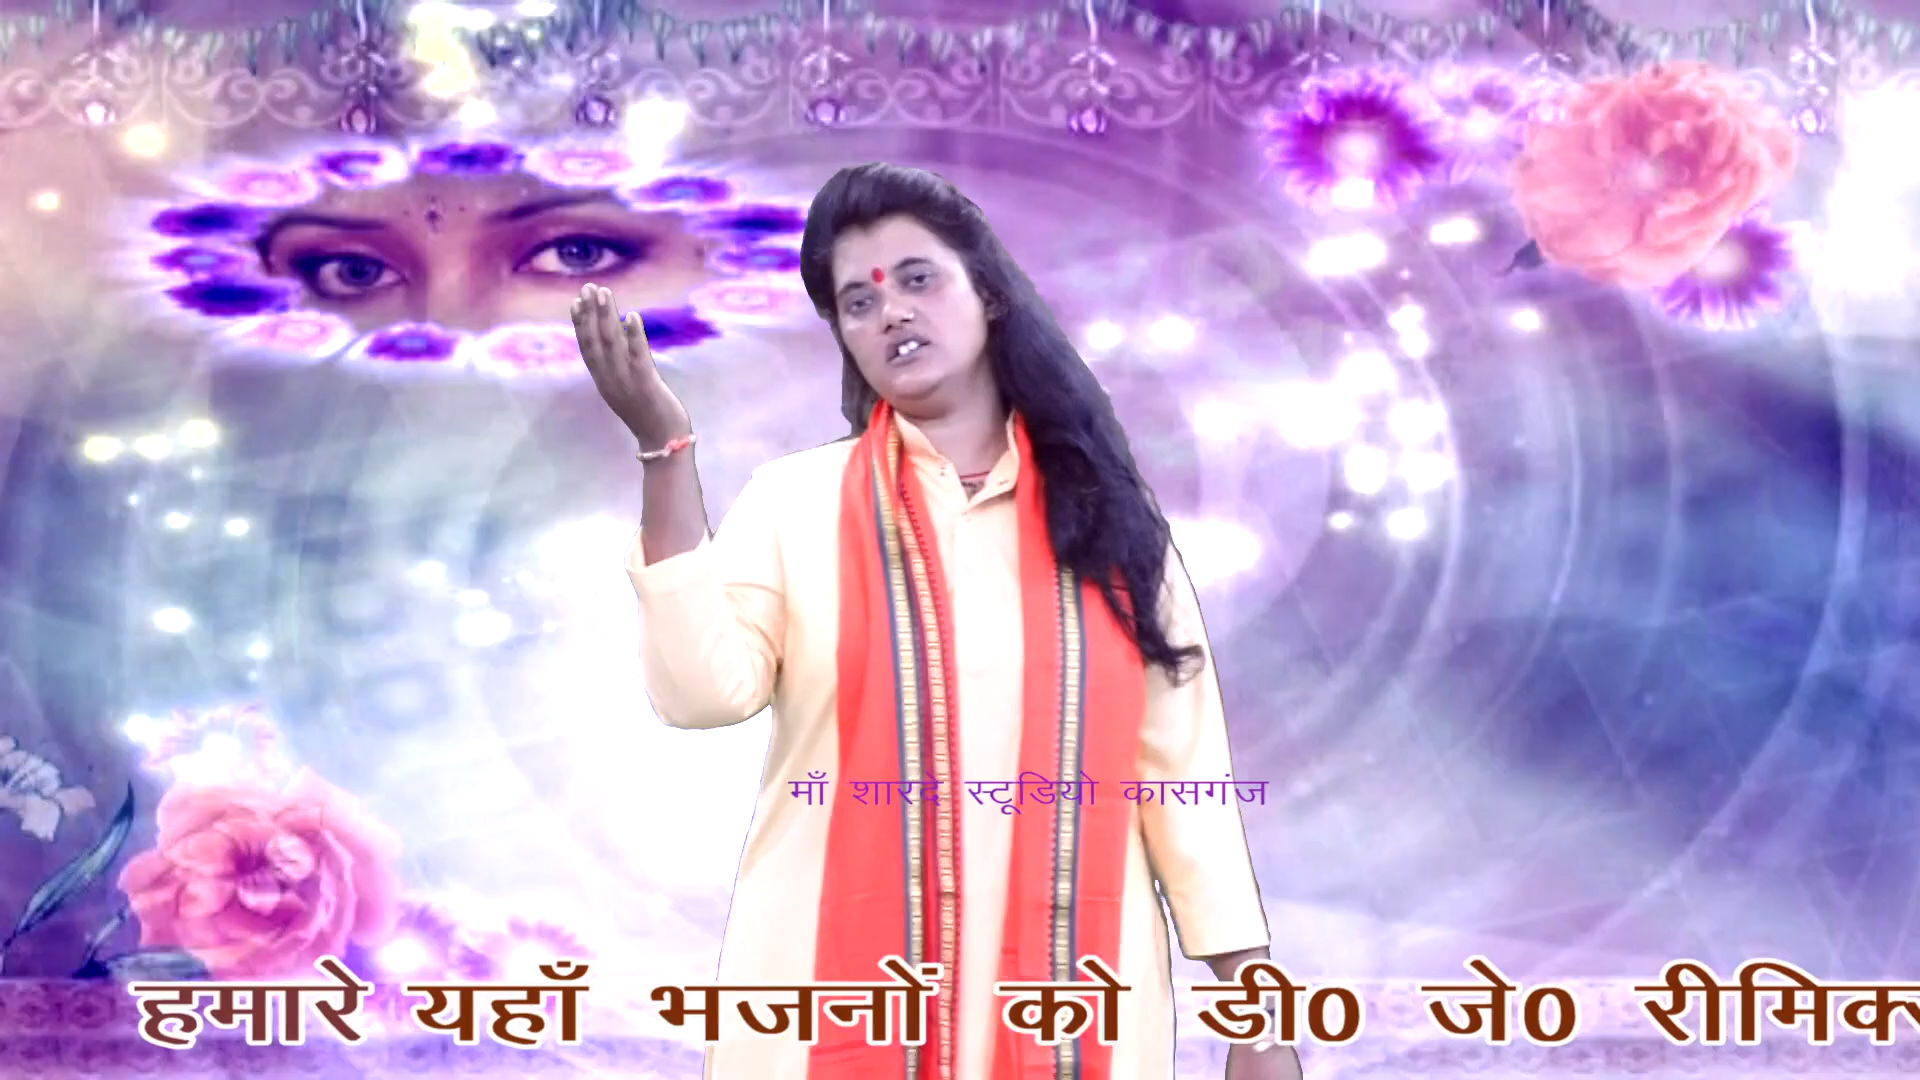 माँ शारदे स्टूडियो कासगंज
हमारे यहाँ भजनों को डी0 जे0